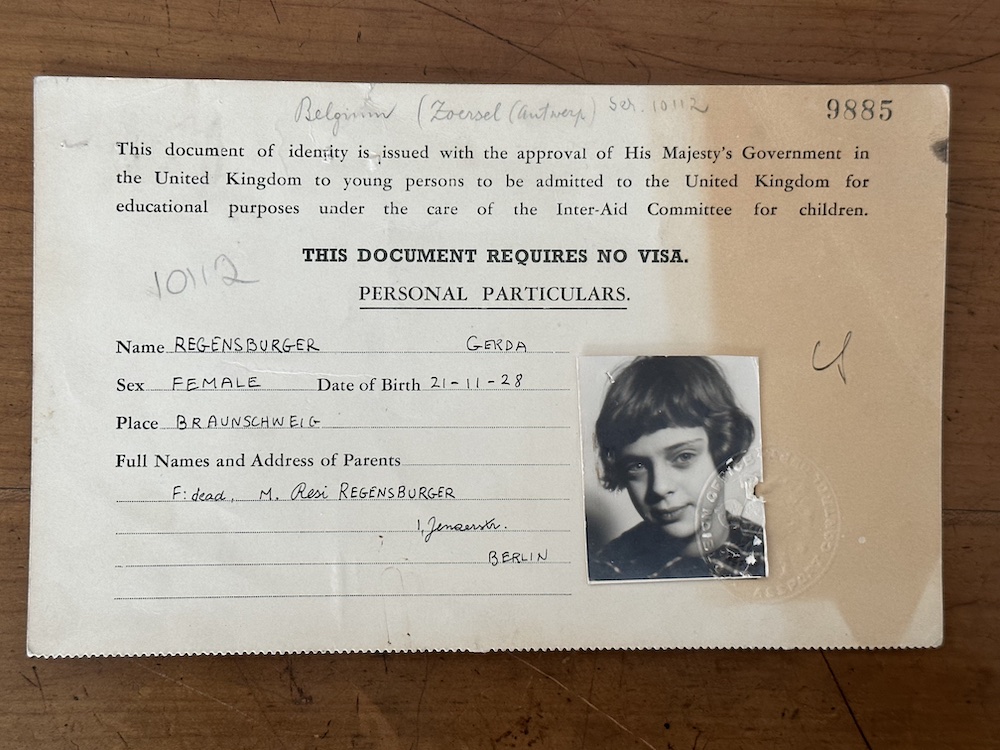 Belgium (Zoersel (Antwerp) Ser. 10112
9885
This document of identity is issued with the approval of His Majesty's Government in
the United Kingdom to young persons to be admitted to the United Kingdom for
educational purposes under the care of the Inter-Aid Committee for children.
THIS DOCUMENT REQUIRES NO VISA.
10112
PERSONAL PARTICULARS.
Name REGENSBURGER GERDA
Sex FEMALE Date of Birth 21-11-28
Place BRAUNSCHWEIG
Full Names and Address of Parents
F: dead, M. Resi REGENSBURGER
1, Jenaerstr.
BERLIN